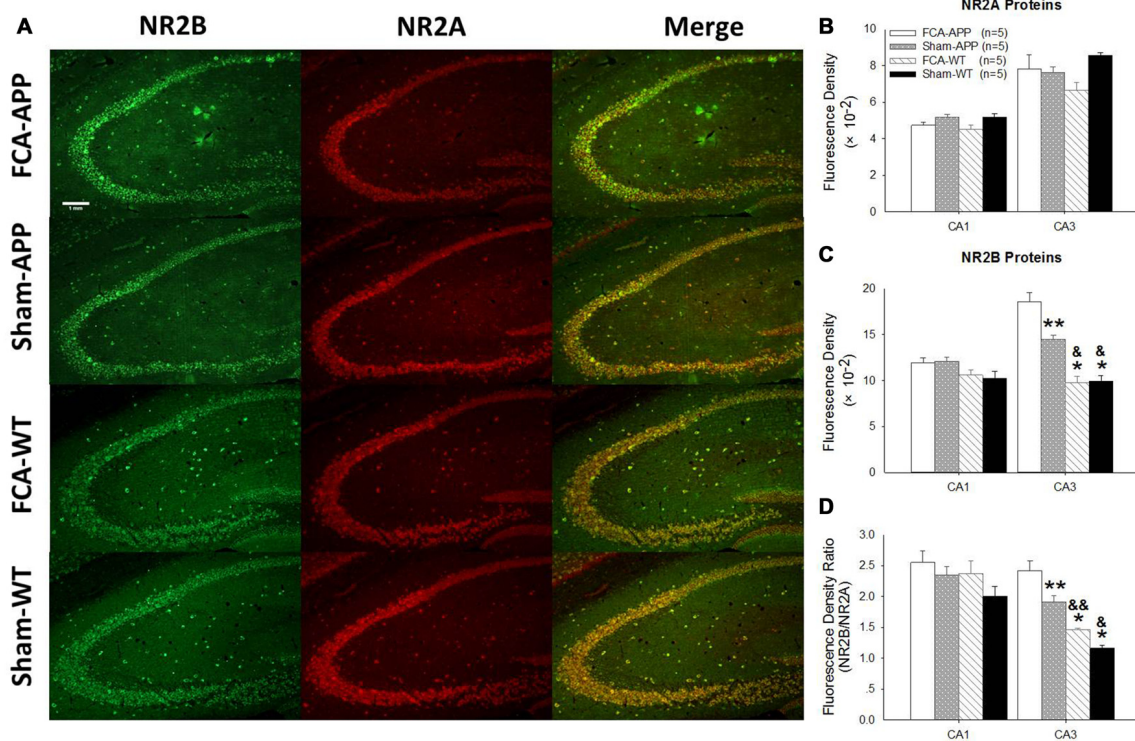 A
NR2B NR2A Merge
FCA-APP
Sham-APP
FCA-WT
Sham-WT
1 mm
B
NR2A Proteins
FCA-APP (n=5)
Sham-APP (n=5)
FCA-WT (n=5)
Sham-WT (n=5)
Fluorescence Density
(× 10-2)
10
8
6
4
2
0
CA1 CA3
C
NR2B Proteins
Fluorescence Density
(× 10-2)
20
15
10
5
0
** & * & *
CA1 CA3
D
Fluorescence Density Ratio
(NR2B/NR2A)
3.0
2.5
2.0
1.5
1.0
.5
0.0
** && * & *
CA1 CA3